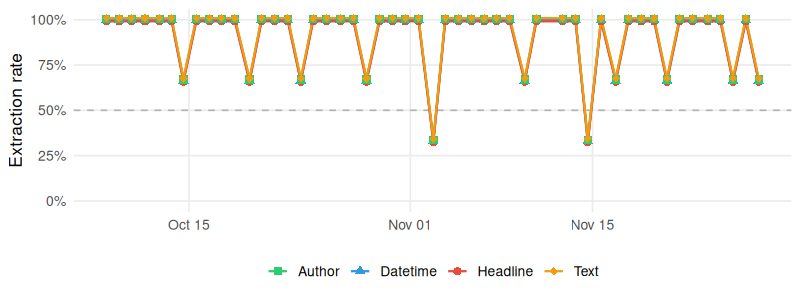 Extraction rate
100%
75%
50%
25%
0%
Oct 15
Nov 01
Nov 15
Author
Datetime
Headline
Text